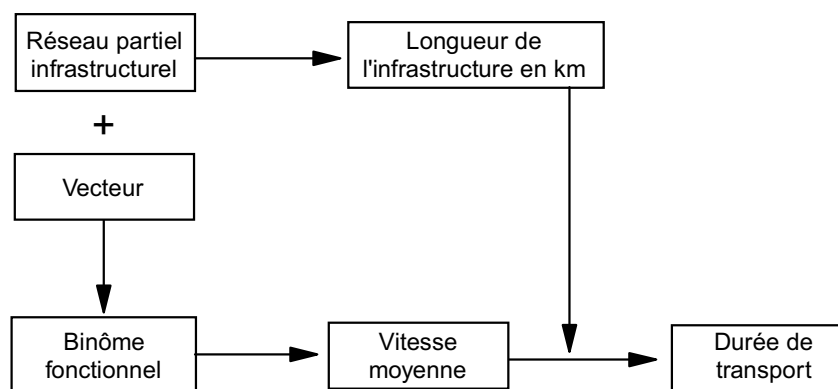 Réseau partiel
infrastructurel
Longueur de
l'infrastructure en km
+
Vecteur
Binôme
fonctionnel
Vitesse
moyenne
Durée de
transport